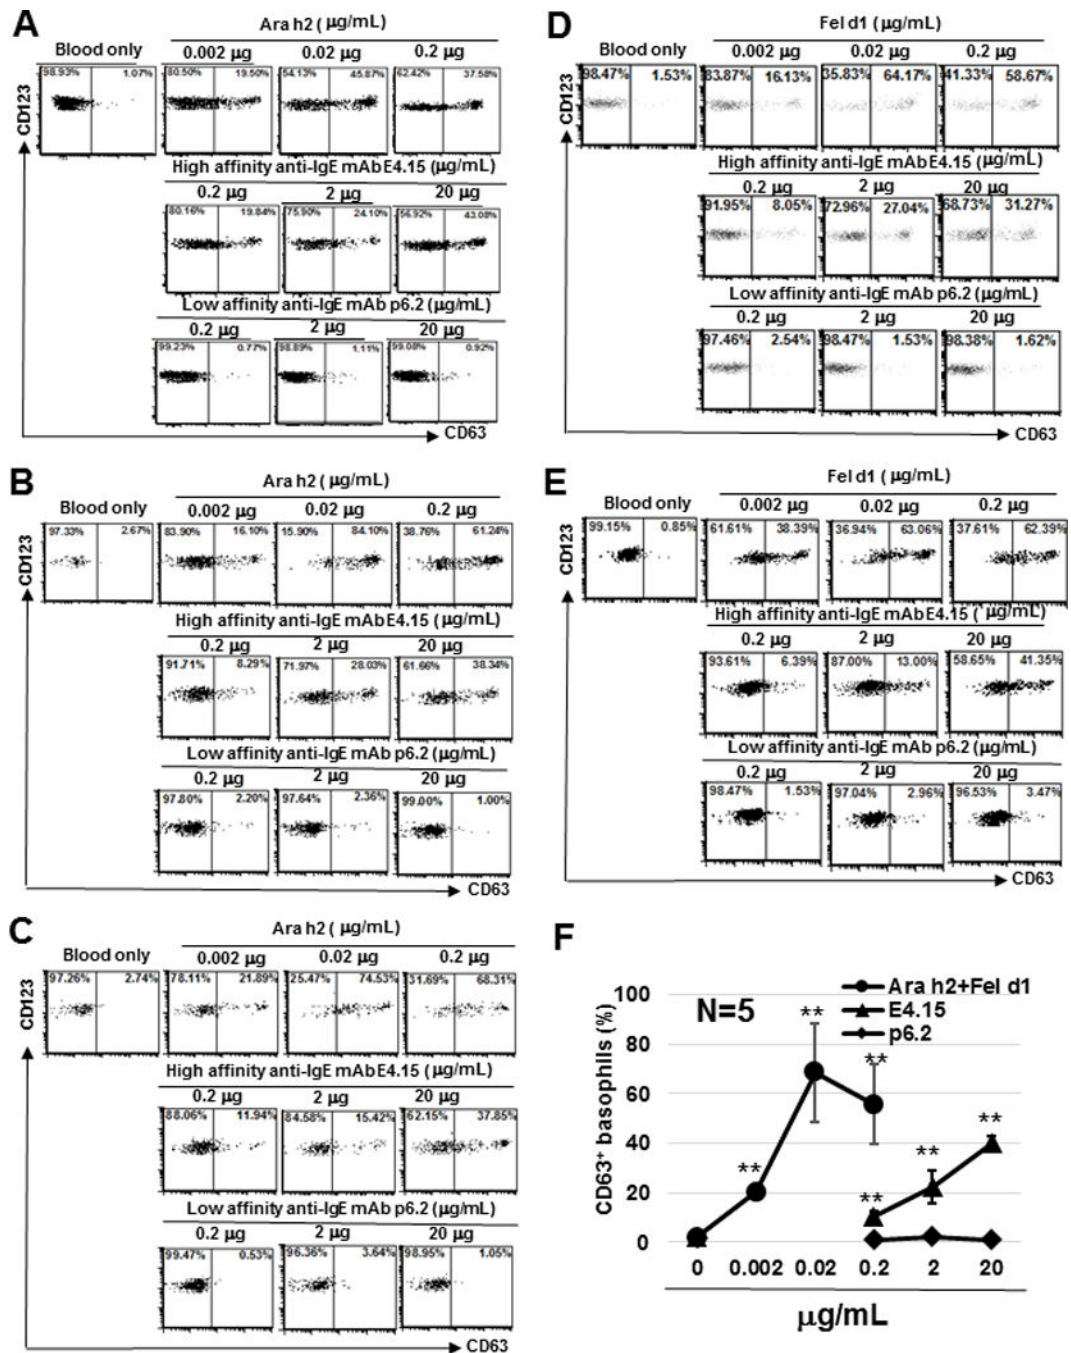 A
Ara h2 (μg/mL)
Blood only 0.002 μg 0.02 μg 0.2 μg
98.93% 1.07% 80.50% 19.50% 54.13% 45.87% 62.42% 37.58%
CD123
High affinity anti-IgE mAb E4.15 (μg/mL)
0.2 μg 2 μg 20 μg
80.16% 19.84% 75.90% 24.10% 56.92% 43.08%
Low affinity anti-IgE mAb p6.2 (μg/mL)
0.2 μg 2 μg 20 μg
99.23% 0.77% 98.89% 1.11% 99.08% 0.92%
CD63
B
Ara h2 (μg/mL)
Blood only 0.002 μg 0.02 μg 0.2 μg
97.33% 2.67% 83.90% 16.10% 15.90% 84.10% 38.76% 61.24%
CD123
High affinity anti-IgE mAb E4.15 (μg/mL)
0.2 μg 2 μg 20 μg
91.71% 8.29% 71.97% 28.03% 61.66% 38.34%
Low affinity anti-IgE mAb p6.2 (μg/mL)
0.2 μg 2 μg 20 μg
97.80% 2.20% 97.64% 2.36% 99.00% 1.00%
CD63
C
Ara h2 (μg/mL)
Blood only 0.002 μg 0.02 μg 0.2 μg
97.26% 2.74% 78.11% 21.89% 25.47% 74.53% 31.69% 68.31%
CD123
High affinity anti-IgE mAb E4.15 (μg/mL)
0.2 μg 2 μg 20 μg
88.06% 11.94% 84.58% 15.42% 62.15% 37.85%
Low affinity anti-IgE mAb p6.2 (μg/mL)
0.2 μg 2 μg 20 μg
99.47% 0.53% 96.36% 3.64% 98.95% 1.05%
CD63
D
Fel d1 (μg/mL)
Blood only 0.002 μg 0.02 μg 0.2 μg
98.47% 1.53% 83.87% 16.13% 35.83% 64.17% 41.33% 58.67%
CD123
High affinity anti-IgE mAb E4.15 (μg/mL)
0.2 μg 2 μg 20 μg
91.95% 8.05% 72.96% 27.04% 68.73% 31.27%
Low affinity anti-IgE mAb p6.2 (μg/mL)
0.2 μg 2 μg 20 μg
97.46% 2.54% 98.47% 1.53% 98.38% 1.62%
CD63
E
Fel d1 (μg/mL)
Blood only 0.002 μg 0.02 μg 0.2 μg
99.15% 0.85% 61.61% 38.39% 36.94% 63.06% 37.61% 62.39%
CD123
High affinity anti-IgE mAb E4.15 (μg/mL)
0.2 μg 2 μg 20 μg
93.61% 6.39% 87.00% 13.00% 58.65% 41.35%
Low affinity anti-IgE mAb p6.2 (μg/mL)
0.2 μg 2 μg 20 μg
98.47% 1.53% 97.04% 2.96% 96.53% 3.47%
CD63
F
Ara h2+Fel d1
E4.15
p6.2
N=5
CD63+ basophils (%)
100
80
60
40
20
0
** ** ** ** ** **
0 0.002 0.02 0.2 2 20
μg/mL